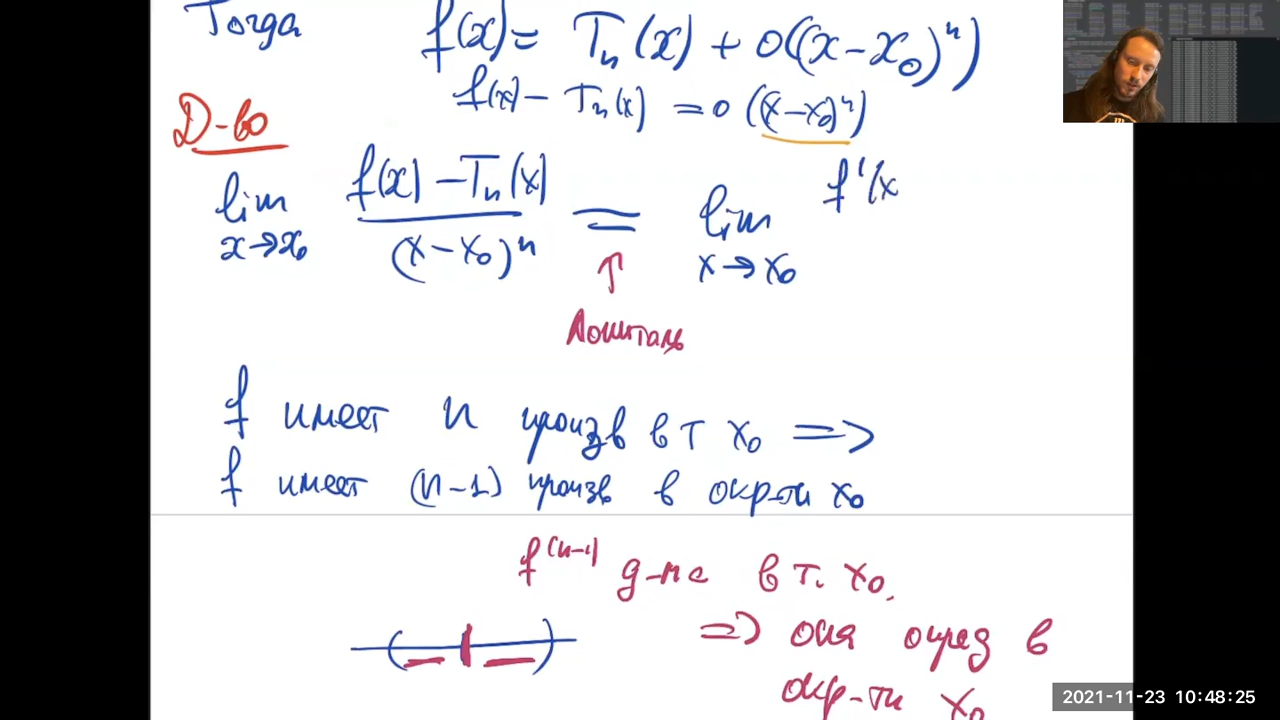 Тогда f(x) = Tₙ(x) + o((x-x₀)ⁿ)
f(x) - Tₙ(x) = o((x-x₀)ⁿ)
Д-во
lim x→x₀ (f(x) - Tₙ(x)) / (x-x₀)ⁿ = lim x→x₀ f'(x
↑
Лопиталь
f имеет n произв в т x₀ =>
f имеет (n-1) произв в окр-ти x₀
f⁽ⁿ⁻¹⁾ д-ма в т. x₀.
=> она опред в
окр-ти x₀
2021-11-23 10:48:25